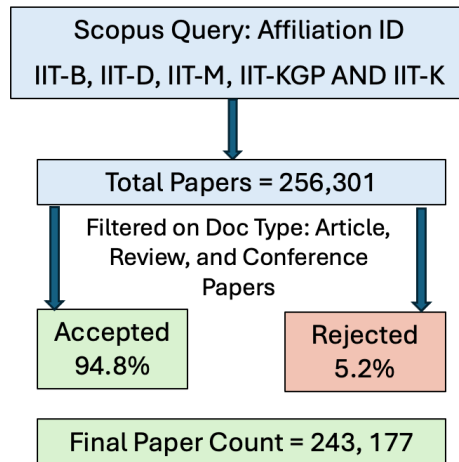 Scopus Query: Affiliation ID
IIT-B, IIT-D, IIT-M, IIT-KGP AND IIT-K
Total Papers = 256,301
Filtered on Doc Type: Article,
Review, and Conference
Papers
Accepted
94.8%
Rejected
5.2%
Final Paper Count = 243, 177